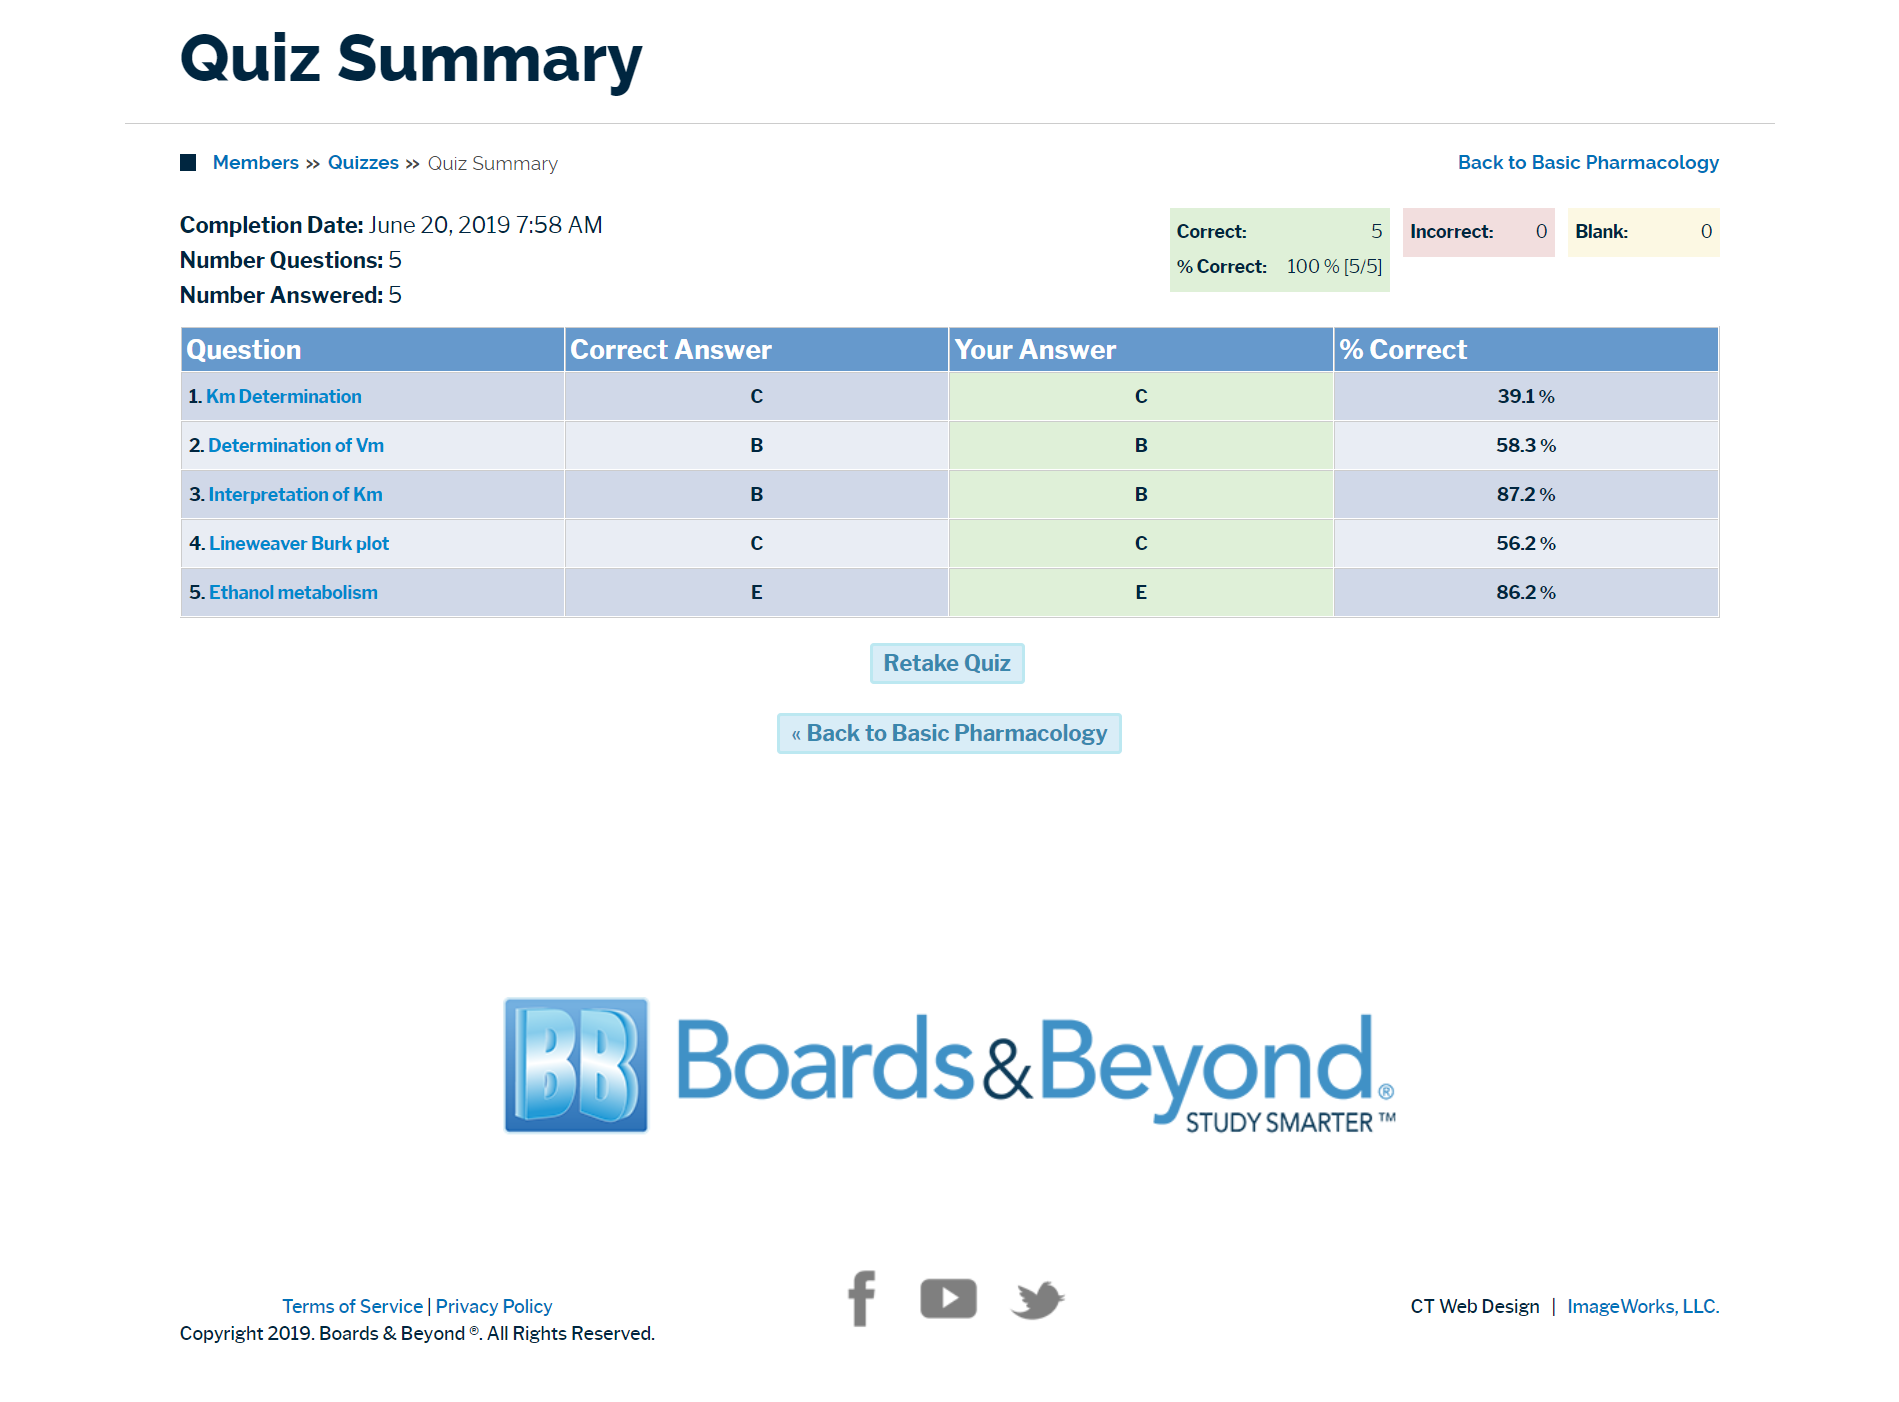 Quiz Summary
Members » Quizzes » Quiz Summary
Back to Basic Pharmacology
Completion Date: June 20, 2019 7:58 AM
Number Questions: 5
Number Answered: 5
Correct: 5
% Correct: 100 % [5/5]
Incorrect: 0
Blank: 0
Question Correct Answer Your Answer % Correct
1. Km Determination C C 39.1 %
2. Determination of Vm B B 58.3 %
3. Interpretation of Km B B 87.2 %
4. Lineweaver Burk plot C C 56.2 %
5. Ethanol metabolism E E 86.2 %
Retake Quiz
« Back to Basic Pharmacology
BB Boards&Beyond®
STUDY SMARTER™
Terms of Service | Privacy Policy
Copyright 2019. Boards & Beyond ®. All Rights Reserved.
CT Web Design | ImageWorks, LLC.